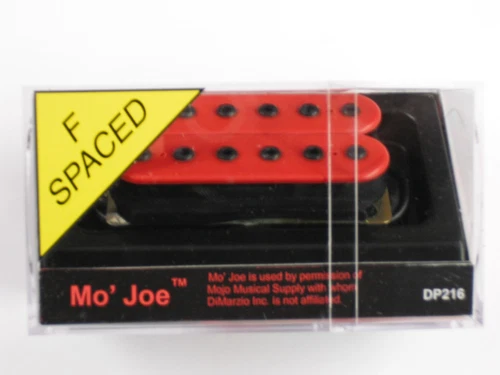 F
SPACED
Mo' Joe™
Mo' Joe is used by permission of
Mojo Musical Supply with whom
DiMarzio Inc. is not affiliated.
DP216